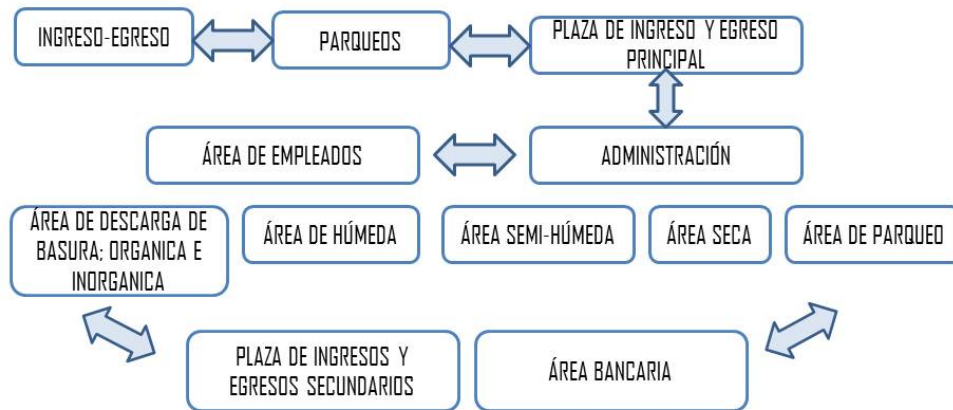 INGRESO-EGRESO
PARQUEOS
PLAZA DE INGRESO Y EGRESO
PRINCIPAL
ÁREA DE EMPLEADOS
ADMINISTRACIÓN
ÁREA DE DESCARGA DE
BASURA; ORGANICA E
INORGANICA
ÁREA DE HÚMEDA
ÁREA SEMI-HÚMEDA
ÁREA SECA
ÁREA DE PARQUEO
PLAZA DE INGRESOS Y
EGRESOS SECUNDARIOS
ÁREA BANCARIA